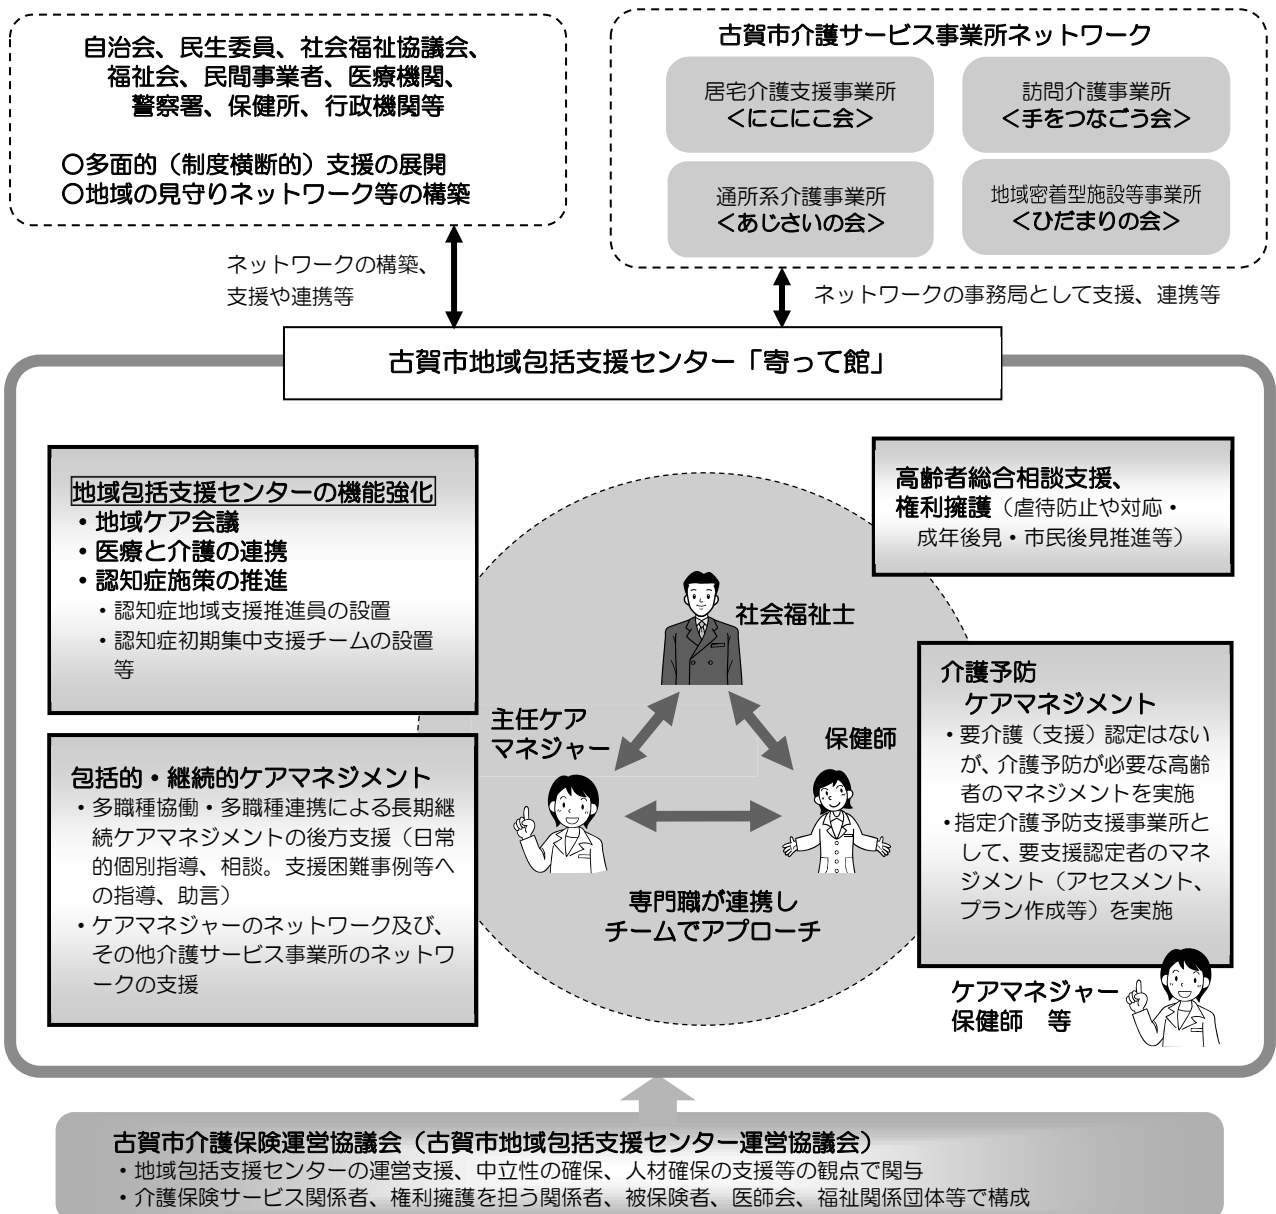 自治会、民生委員、社会福祉協議会、
福祉会、民間事業者、医療機関、
警察署、保健所、行政機関等
○多面的（制度横断的）支援の展開
○地域の見守りネットワーク等の構築
古賀市介護サービス事業所ネットワーク
居宅介護支援事業所
＜にこにこ会＞
訪問介護事業所
＜手をつなごう会＞
通所系介護事業所
＜あじさいの会＞
地域密着型施設等事業所
＜ひだまりの会＞
ネットワークの構築、
支援や連携等
ネットワークの事務局として支援、連携等
古賀市地域包括支援センター「寄って館」
地域包括支援センターの機能強化
・地域ケア会議
・医療と介護の連携
・認知症施策の推進
・認知症地域支援推進員の設置
・認知症初期集中支援チームの設置
等
高齢者総合相談支援、
権利擁護（虐待防止や対応・
成年後見・市民後見推進等）
社会福祉士
主任ケア
マネジャー
保健師
専門職が連携し
チームでアプローチ
包括的・継続的ケアマネジメント
・多職種協働・多職種連携による長期継
続ケアマネジメントの後方支援（日常
的個別指導、相談。支援困難事例等へ
の指導、助言）
・ケアマネジャーのネットワーク及び、
その他介護サービス事業所のネットワ
ークの支援
介護予防
ケアマネジメント
・要介護（支援）認定はない
が、介護予防が必要な高齢
者のマネジメントを実施
・指定介護予防支援事業所と
して、要支援認定者のマネ
ジメント（アセスメント、
プラン作成等）を実施
ケアマネジャー
保健師　等
古賀市介護保険運営協議会（古賀市地域包括支援センター運営協議会）
・地域包括支援センターの運営支援、中立性の確保、人材確保の支援等の観点で関与
・介護保険サービス関係者、権利擁護を担う関係者、被保険者、医師会、福祉関係団体等で構成